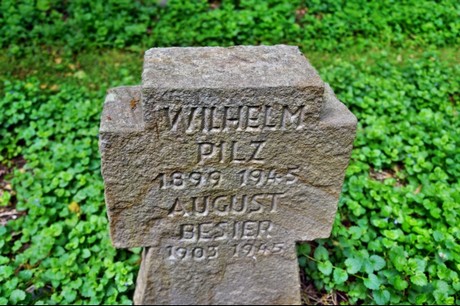 WILHELM
PILZ
1899 1945
AUGUST
BESIER
1903 1945